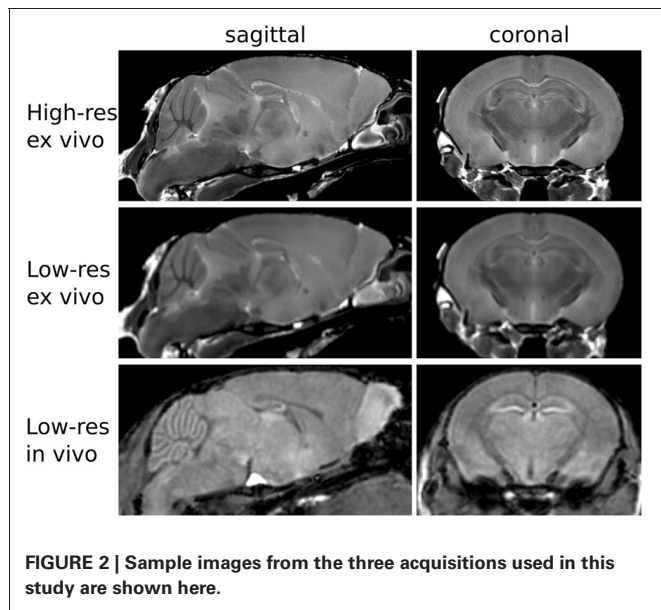 sagittal
coronal
High-res
ex vivo
Low-res
ex vivo
Low-res
in vivo
FIGURE 2 | Sample images from the three acquisitions used in this
study are shown here.